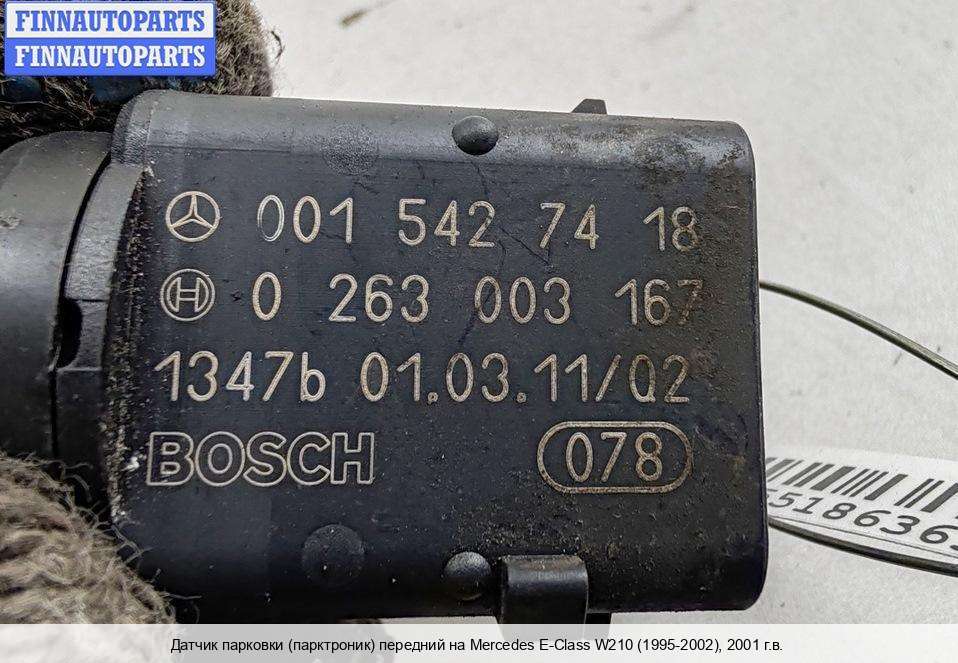 FINNAUTOPARTS
FINNAUTOPARTS
001 542 74 18
H 0 263 003 167
1347b 01.03.11/02
BOSCH 078
Датчик парковки (парктроник) передний на Mercedes E-Class W210 (1995-2002), 2001 г.в.